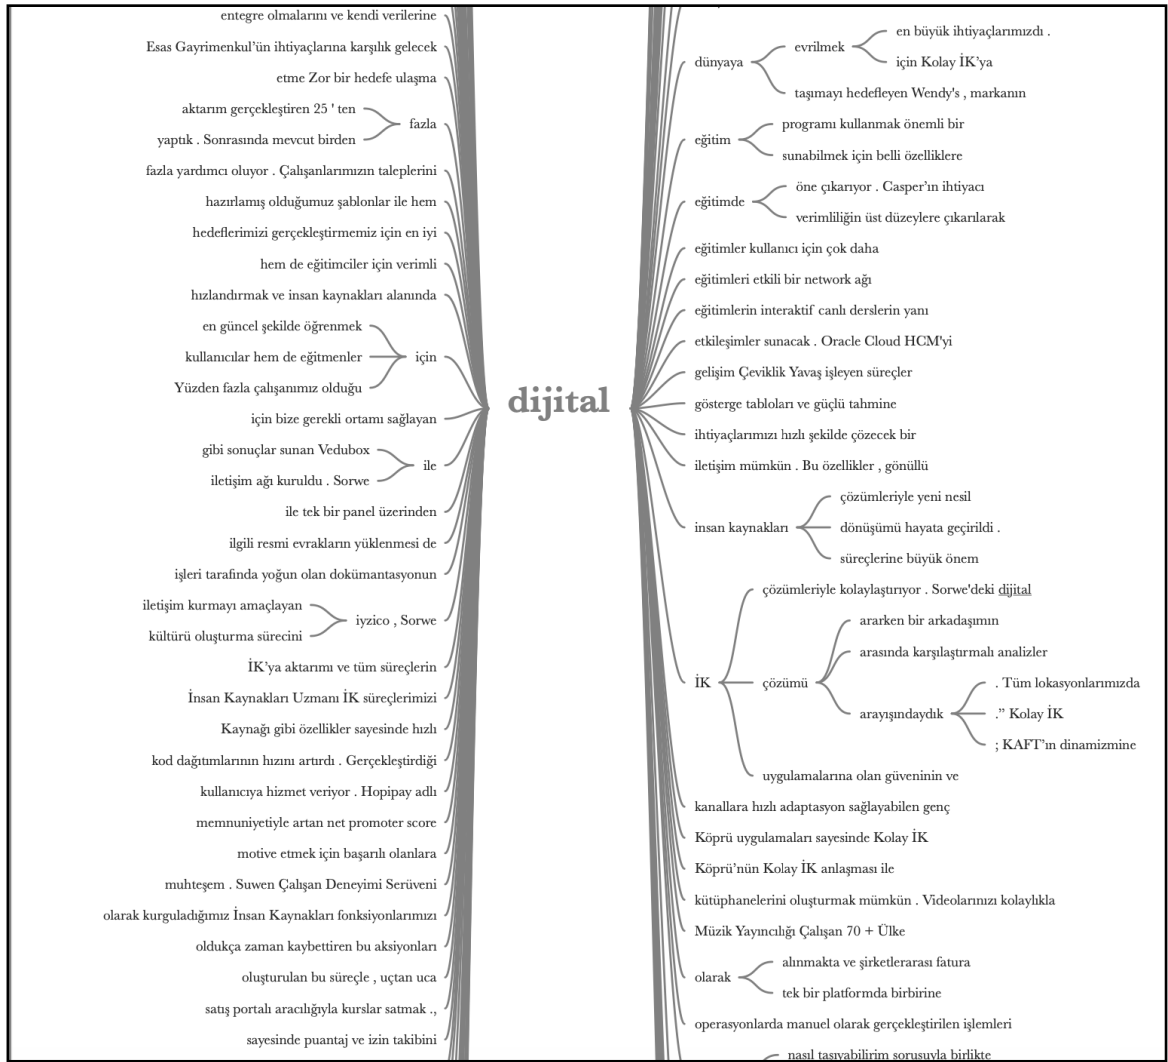 entegre olmalarını ve kendi verilerine
Esas Gayrimenkul'ün ihtiyaçlarına karşılık gelecek
etme Zor bir hedefe ulaşma
aktarım gerçekleştiren 25 ' ten
yaptık . Sonrasında mevcut birden
fazla
fazla yardımcı oluyor . Çalışanlarımızın taleplerini
hazırlamış olduğumuz şablonlar ile hem
hedeflerimizi gerçekleştirmemiz için en iyi
hem de eğitimciler için verimli
hızlandırmak ve insan kaynakları alanında
en güncel şekilde öğrenmek
kullanıcılar hem de eğitmenler
Yüzden fazla çalışanımız olduğu
için
için bize gerekli ortamı sağlayan
gibi sonuçlar sunan Vedubox
iletişim ağı kuruldu . Sorwe
ile
ile tek bir panel üzerinden
ilgili resmi evrakların yüklenmesi de
işleri tarafında yoğun olan dokümantasyonun
iletişim kurmayı amaçlayan
kültürü oluşturma sürecini
iyzico , Sorwe
İK'ya aktarımı ve tüm süreçlerin
İnsan Kaynakları Uzmanı İK süreçlerimizi
Kaynağı gibi özellikler sayesinde hızlı
kod dağıtımlarının hızını artırdı . Gerçekleştirdiği
kullanıcıya hizmet veriyor . Hopipay adlı
memnuniyetiyle artan net promoter score
motive etmek için başarılı olanlara
muhteşem . Suwen Çalışan Deneyimi Serüveni
olarak kurguladığımız İnsan Kaynakları fonksiyonlarımızı
oldukça zaman kaybettiren bu aksiyonları
oluşturulan bu süreçle , uçtan uca
satış portalı aracılığıyla kurslar satmak .,
sayesinde puantaj ve izin takibini
dijital
dünyaya
evrilmek
en büyük ihtiyaçlarımızdı .
için Kolay İK'ya
taşımayı hedefleyen Wendy's , markanın
eğitim
programı kullanmak önemli bir
sunabilmek için belli özelliklere
eğitimde
öne çıkarıyor . Casper'ın ihtiyacı
verimliliğin üst düzeylere çıkarılarak
eğitimler kullanıcı için çok daha
eğitimleri etkili bir network ağı
eğitimlerin interaktif canlı derslerin yanı
etkileşimler sunacak . Oracle Cloud HCM'yi
gelişim Çeviklik Yavaş işleyen süreçler
gösterge tabloları ve güçlü tahmine
ihtiyaçlarımızı hızlı şekilde çözecek bir
iletişim mümkün . Bu özellikler , gönüllü
insan kaynakları
çözümleriyle yeni nesil
dönüşümü hayata geçirildi .
süreçlerine büyük önem
İK
çözümleriyle kolaylaştırıyor . Sorwe'deki dijital
çözümü
ararken bir arkadaşımın
arasında karşılaştırmalı analizler
arayışındaydık
. Tüm lokasyonlarımızda
.” Kolay İK
; KAFT'ın dinamizmine
uygulamalarına olan güveninin ve
kanallara hızlı adaptasyon sağlayabilen genç
Köprü uygulamaları sayesinde Kolay İK
Köprü'nün Kolay İK anlaşması ile
kütüphanelerini oluşturmak mümkün . Videolarınızı kolaylıkla
Müzik Yayıncılığı Çalışan 70 + Ülke
olarak
alınmakta ve şirketlerarası fatura
tek bir platformda birbirine
operasyonlarda manuel olarak gerçekleştirilen işlemleri
nasıl taşıyabilirim sorusuyla birlikte